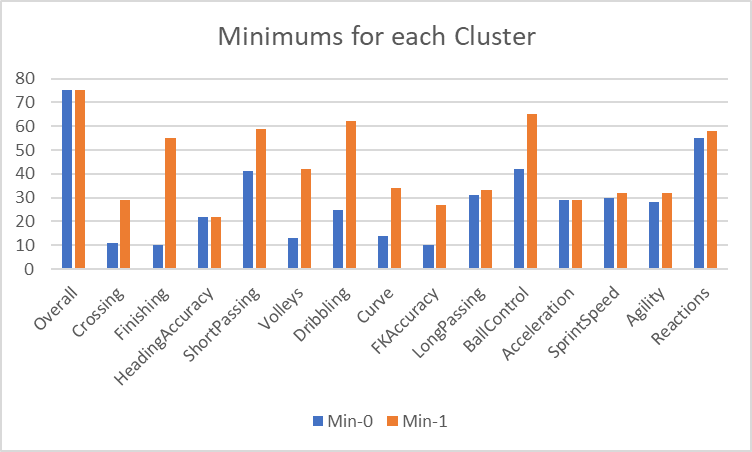 Minimums for each Cluster
80
70
60
50
40
30
20
10
0
Overall
Crossing
Finishing
HeadingAccuracy
ShortPassing
Volleys
Dribbling
Curve
FKAccuracy
LongPassing
BallControl
Acceleration
SprintSpeed
Agility
Reactions
Min-0 Min-1